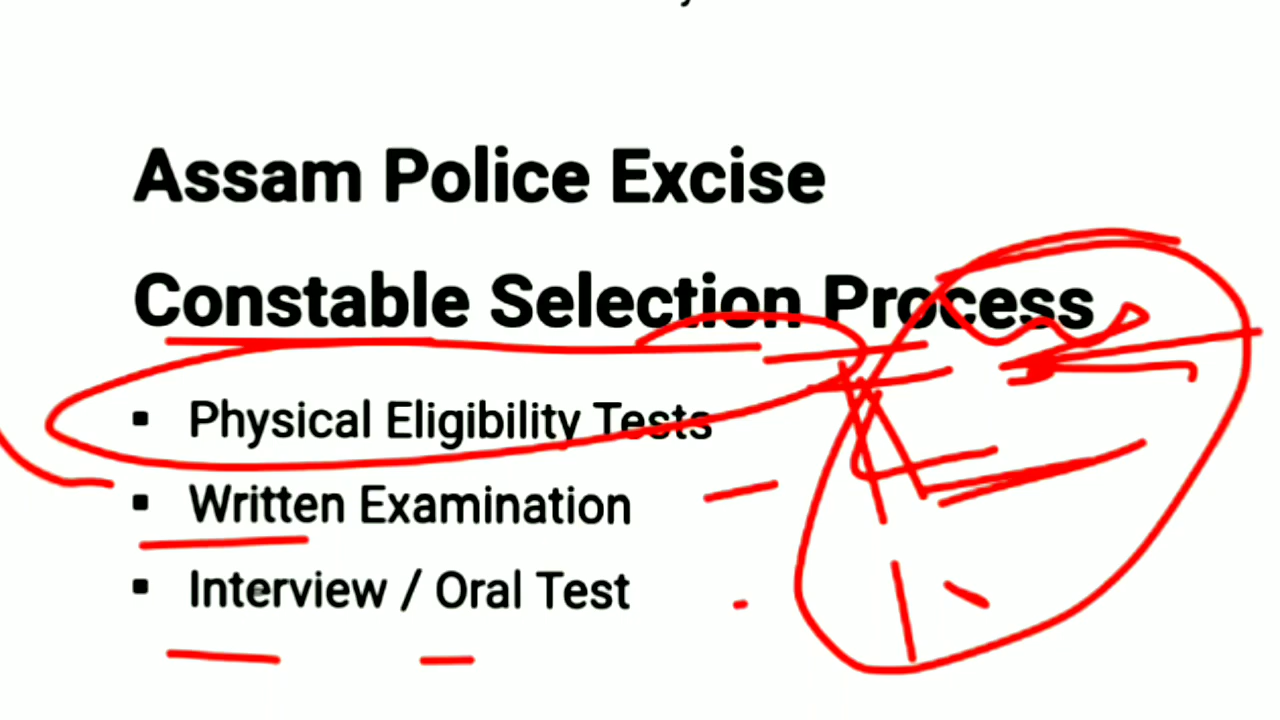 Assam Police Excise
Constable Selection Process
▪ Physical Eligibility Tests
▪ Written Examination
▪ Interview / Oral Test